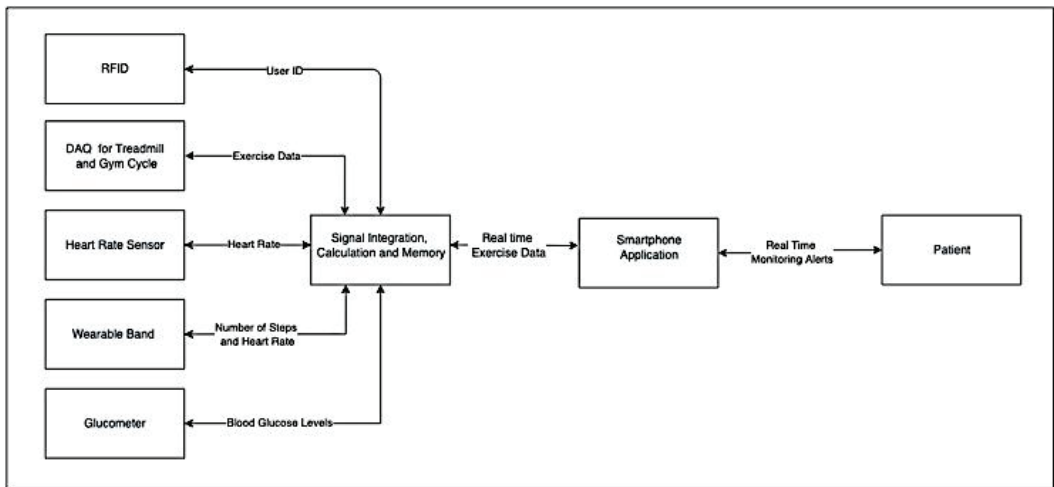 RFID
User ID
DAQ for Treadmill
and Gym Cycle
Exercise Data
Heart Rate Sensor
Heart Rate
Signal Integration,
Calculation and Memory
Real time
Exercise Data
Smartphone
Application
Real Time
Monitoring Alerts
Patient
Wearable Band
Number of Steps
and Heart Rate
Glucometer
Blood Glucose Levels